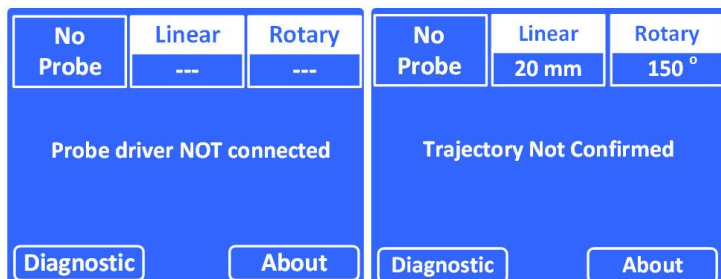 No Probe
Linear
---
Rotary
---
Probe driver NOT connected
Diagnostic
About
No Probe
Linear
20 mm
Rotary
150 °
Trajectory Not Confirmed
Diagnostic
About